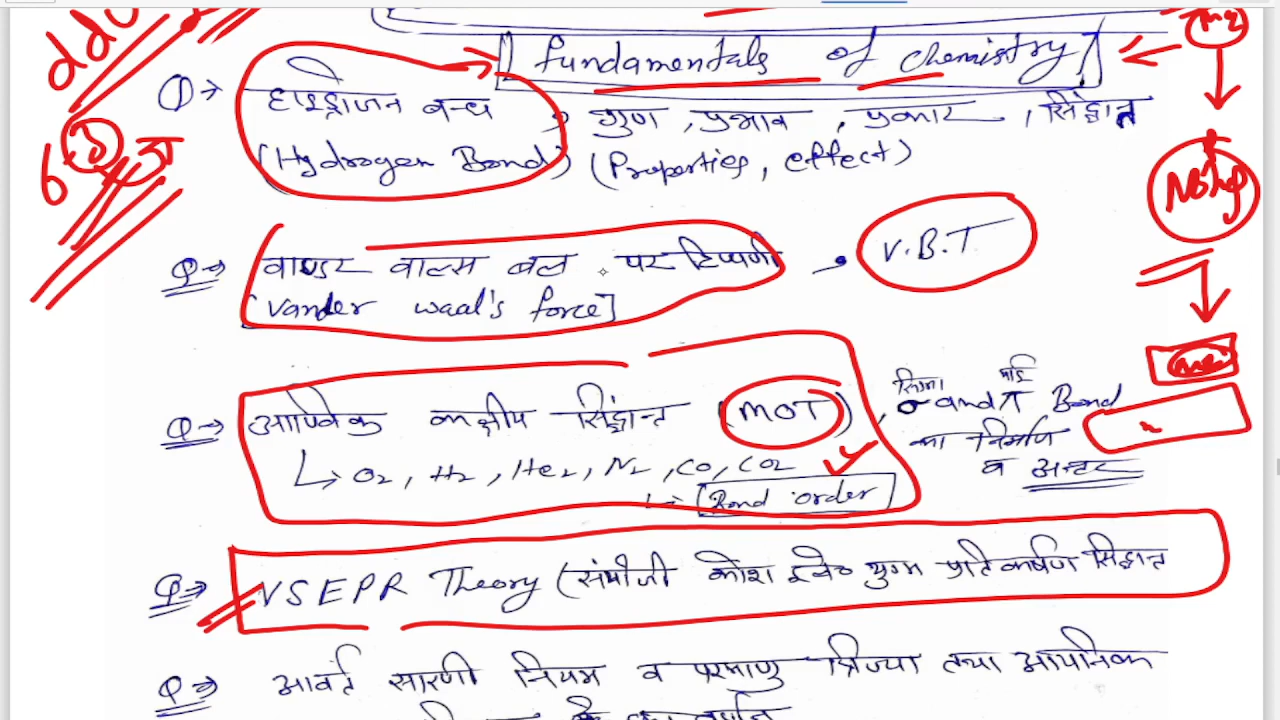 ddu
Fundamentals of Chemistry
Q → हाइड्रोजन बन्ध , गुण , प्रभाव , प्रकार , सिद्धान्त
(Hydrogen Bond) (Properties, effect)
Q → वाण्डर वाल्स बल पर टिप्पणी , V.B.T
[Vander waal's force]
Q → आण्विक कक्षीय सिद्धान्त (MOT) , σ and π Bond
सिग्मा पाई
का निर्माण
व अन्तर
↳ O2, H2, He2, N2, CO, CO2
↳ [Bond order]
Q → VSEPR Theory (संयोजी कोश इले० युग्म प्रतिकर्षण सिद्धान्त
Q → आवर्त सारणी नियम व परमाणु त्रिज्या तथा आयनिक